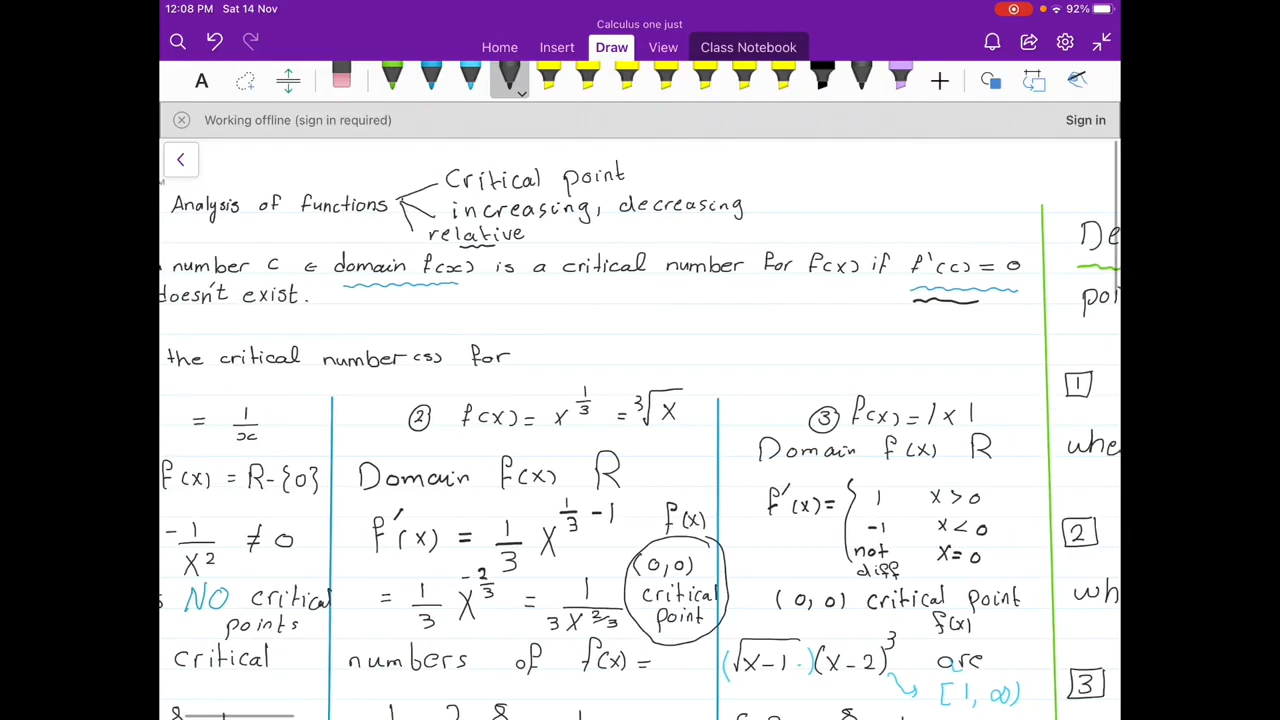 12:08 PM Sat 14 Nov
92%
Calculus one just
Home Insert Draw View Class Notebook
A
Working offline (sign in required)
Sign in
Critical point
Analysis of functions increasing, decreasing
relative
number c ∈ domain f(x) is a critical number for f(x) if f'(c) = 0
doesn't exist.
the critical number(s) for
= 1/x
f(x) = R-{0}
-1/x² ≠ 0
NO critical
points
② f(x) = x^(1/3) = ∛x
Domain f(x) R
f'(x) = 1/3 x^(1/3 - 1)
= 1/3 x^(-2/3) = 1/(3x^(2/3))
f(x)
(0,0)
critical
point
③ f(x) = |x|
Domain f(x) R
f'(x) = { 1 x > 0
-1 x < 0
not diff x = 0
(0,0) critical point
f(x)
critical numbers of f(x) = (√x-1)(x-2)³ are
[1, ∞)
De
poi
1
whe
2
wh
3